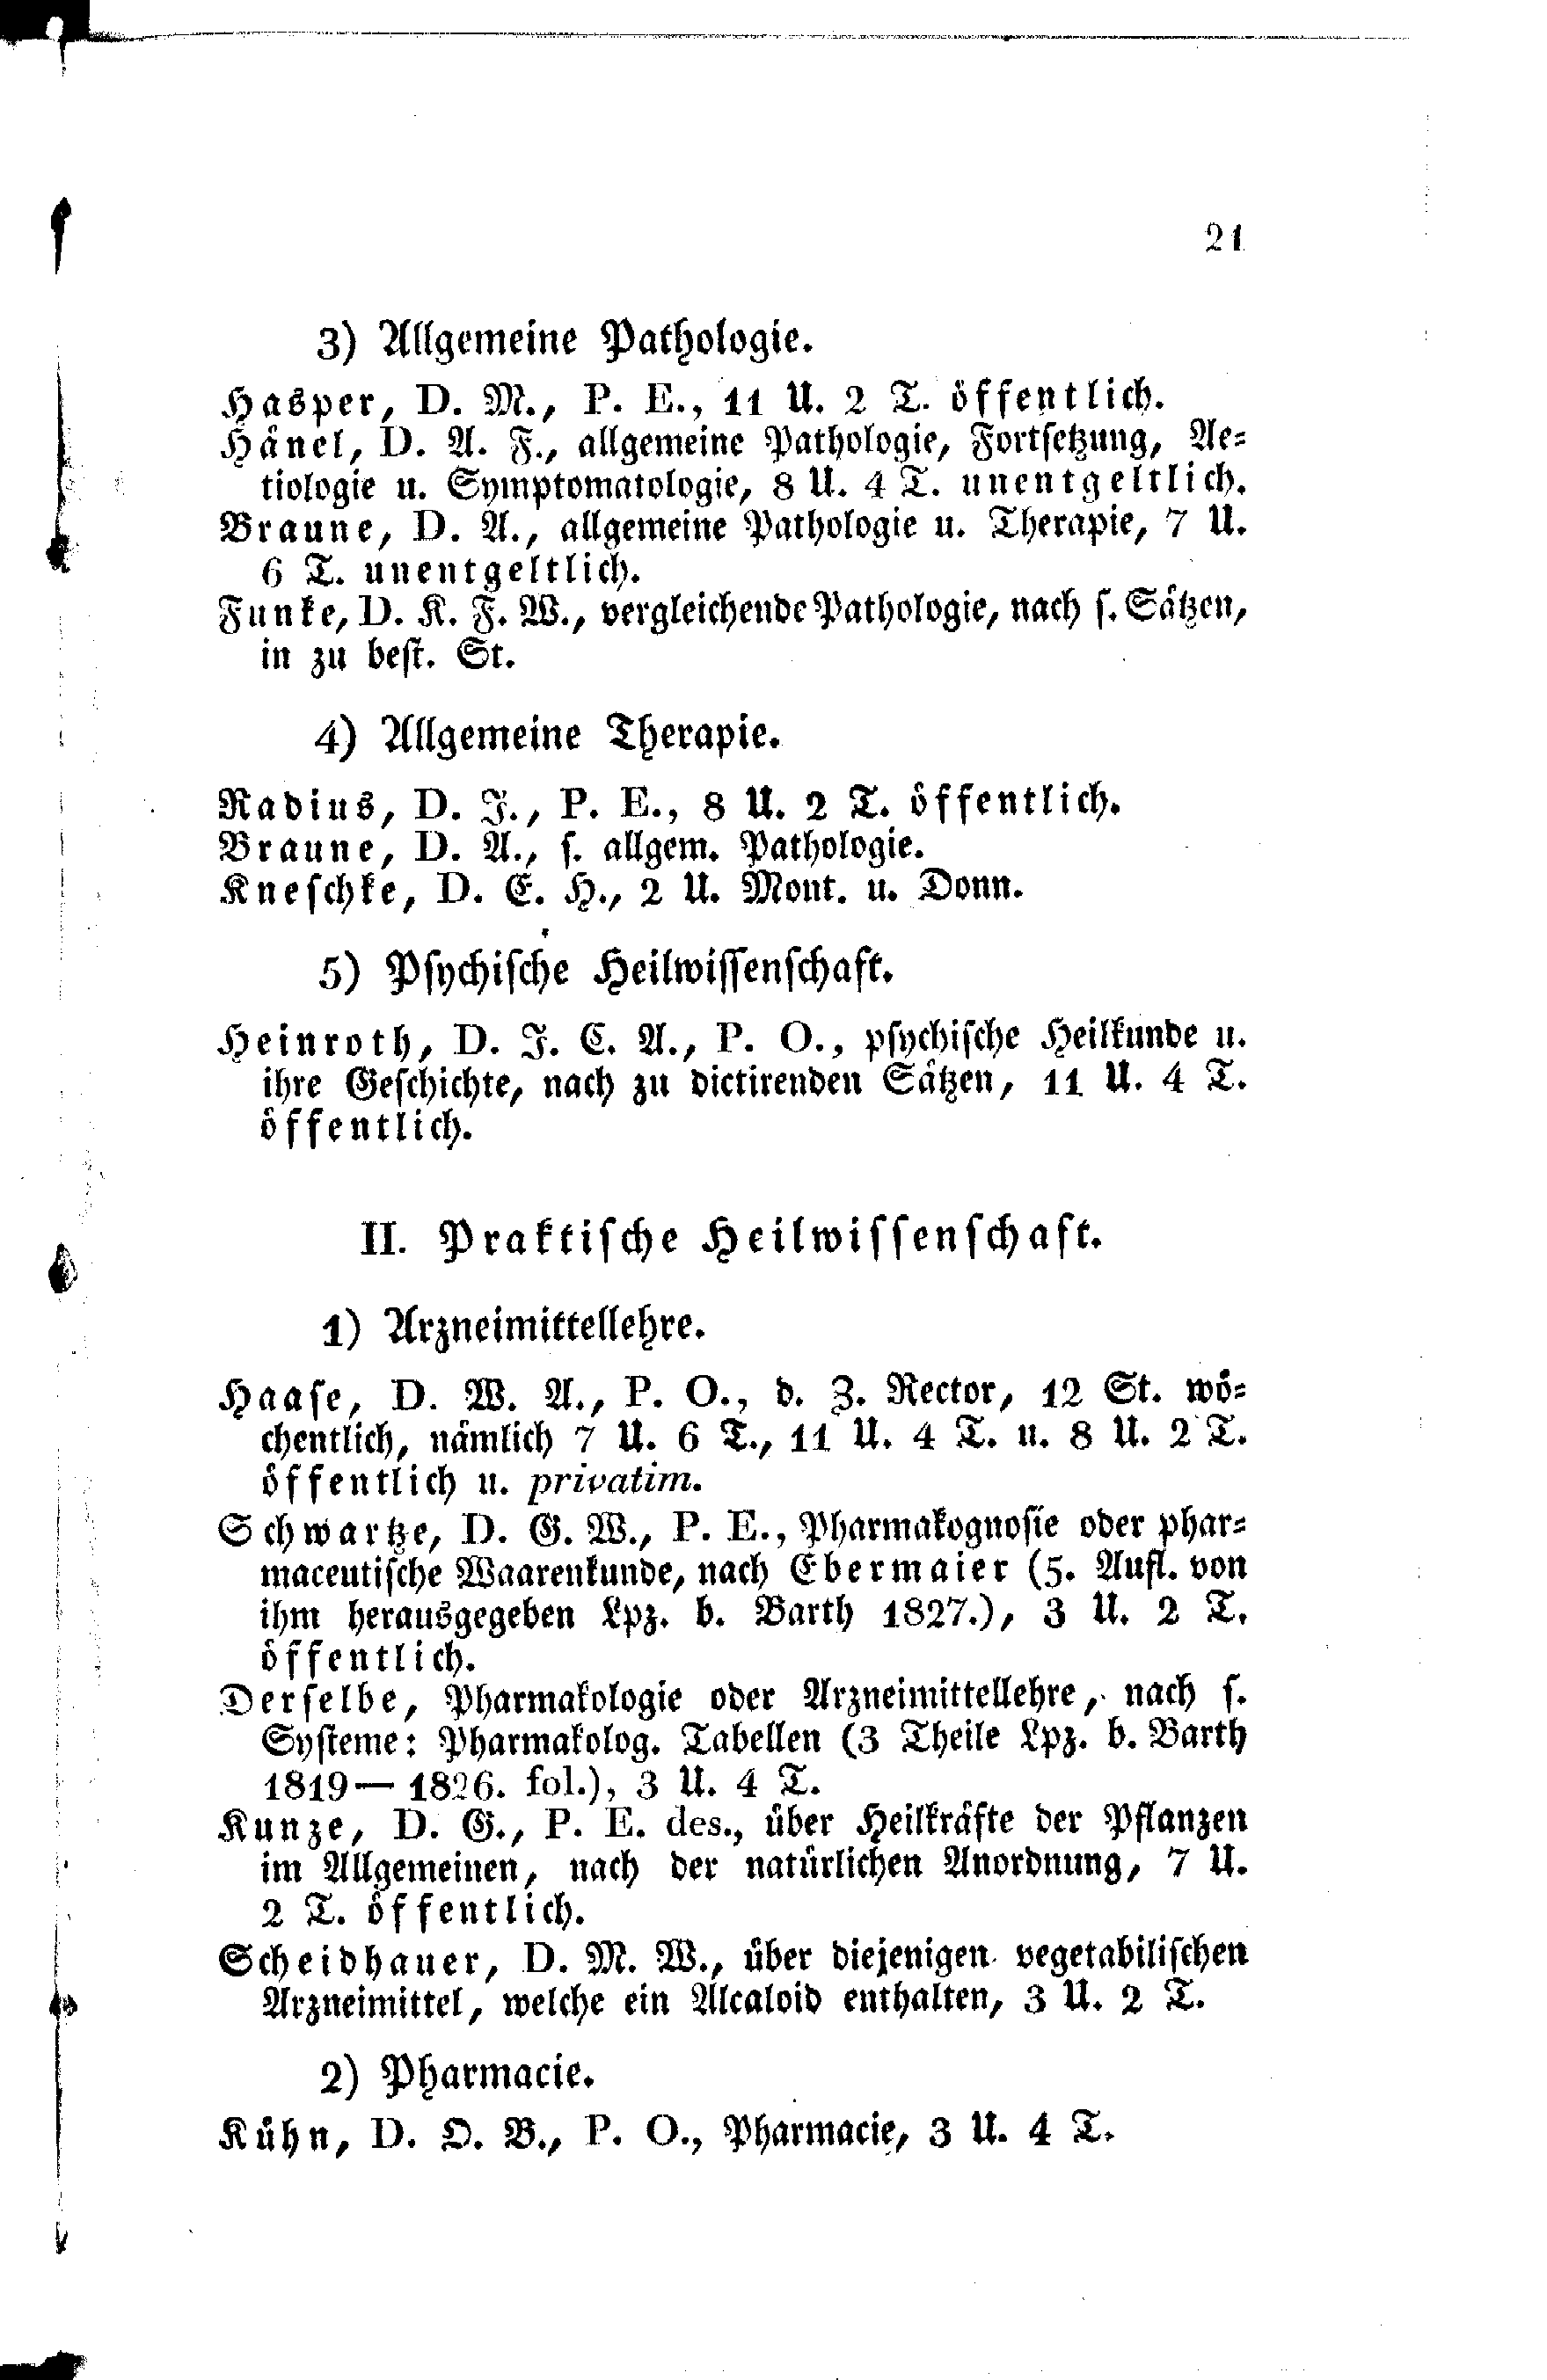 21
3) Allgemeine Pathologie.
Hasper, D. M., P. E., 11 U. 2 T. öffentlich.
Hänel, D. A. F., allgemeine Pathologie, Fortsetzung, Ae-
tiologie u. Symptomatologie, 8 U. 4 T. unentgeltlich.
Braune, D. A., allgemeine Pathologie u. Therapie, 7 U.
6 T. unentgeltlich.
Funke, D. K. F. W., vergleichende Pathologie, nach s. Sätzen,
in zu best. St.
4) Allgemeine Therapie.
Radius, D. J., P. E., 8 U. 2 T. öffentlich.
Braune, D. A., s. allgem. Pathologie.
Kneschke, D. E. H., 2 U. Mont. u. Donn.
5) Psychische Heilwissenschaft.
Heinroth, D. J. C. A., P. O., psychische Heilkunde u.
ihre Geschichte, nach zu dictirenden Sätzen, 11 U. 4 T.
öffentlich.
II. Praktische Heilwissenschaft.
1) Arzneimittellehre.
Haase, D. W. A., P. O., d. Z. Rector, 12 St. wö-
chentlich, nämlich 7 U. 6 T., 11 U. 4 T. u. 8 U. 2 T.
öffentlich u. privatim.
Schwartze, D. G. W., P. E., Pharmakognosie oder phar-
maceutische Waarenkunde, nach Ebermaier (5. Aufl. von
ihm herausgegeben Lpz. b. Barth 1827.), 3 U. 2 T.
öffentlich.
Derselbe, Pharmakologie oder Arzneimittellehre, nach s.
Systeme: Pharmakolog. Tabellen (3 Theile Lpz. b. Barth
1819— 1826. fol.), 3 U. 4 T.
Kunze, D. G., P. E. des., über Heilkräfte der Pflanzen
im Allgemeinen, nach der natürlichen Anordnung, 7 U.
2 T. öffentlich.
Scheidhauer, D. M. W., über diejenigen vegetabilischen
Arzneimittel, welche ein Alcaloid enthalten, 3 U. 2 T.
2) Pharmacie.
Kühn, D. O. B., P. O., Pharmacie, 3 U. 4 T.